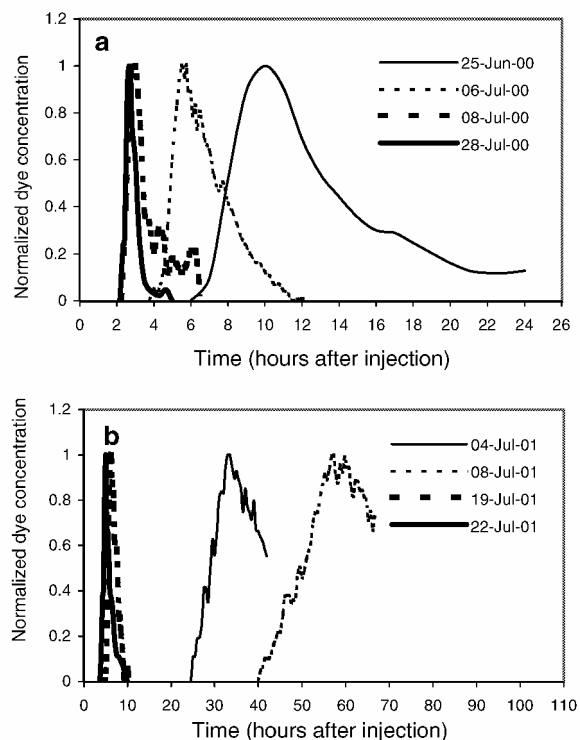 1.2
a
1
0.8
0.6
0.4
0.2
0
Normalized dye concentration
25-Jun-00
06-Jul-00
08-Jul-00
28-Jul-00
0 2 4 6 8 10 12 14 16 18 20 22 24 26
Time (hours after injection)
1.2
b
1
0.8
0.6
0.4
0.2
0
Normalized dye concentration
04-Jul-01
08-Jul-01
19-Jul-01
22-Jul-01
0 10 20 30 40 50 60 70 80 90 100 110
Time (hours after injection)